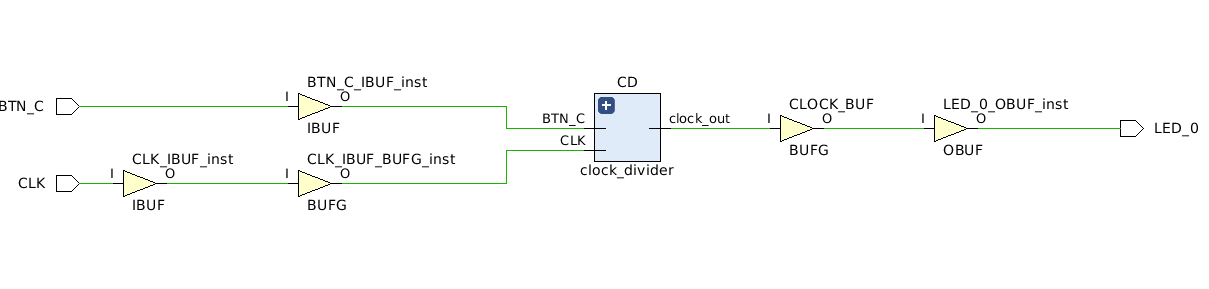 BTN_C
BTN_C_IBUF_inst
I
O
IBUF
CLK
CLK_IBUF_inst
I
O
IBUF
CLK_IBUF_BUFG_inst
I
O
BUFG
CD
BTN_C
CLK
clock_out
clock_divider
CLOCK_BUF
I
O
BUFG
LED_0_OBUF_inst
I
O
OBUF
LED_0